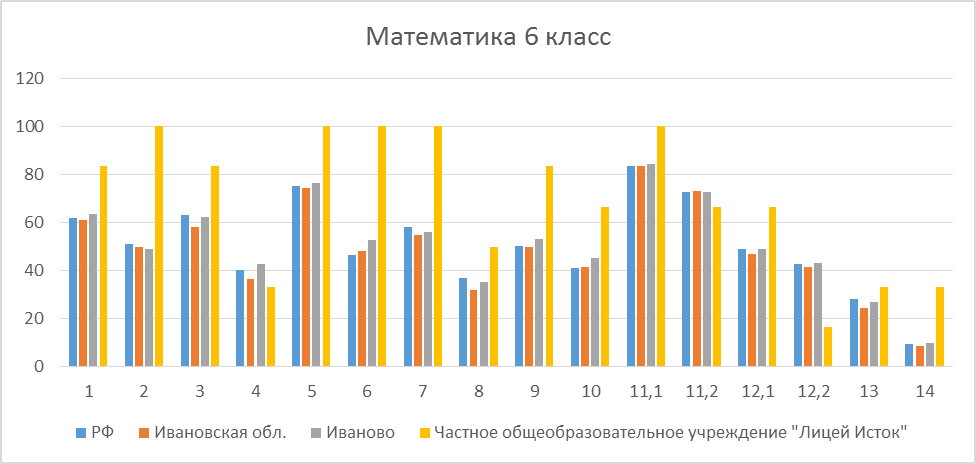 Математика 6 класс
120
100
80
60
40
20
0
1 2 3 4 5 6 7 8 9 10 11,1 11,2 12,1 12,2 13 14
РФ Ивановская обл. Иваново Частное общеобразовательное учреждение "Лицей Исток"